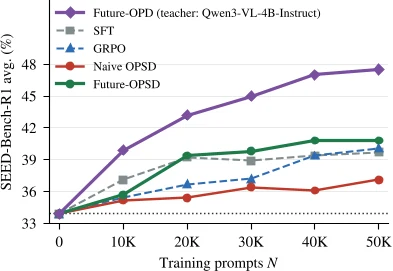 Future-OPD (teacher: Qwen3-VL-4B-Instruct)
SFT
GRPO
Naive OPSD
Future-OPSD
SEED-Bench-R1 avg. (%)
48
45
42
39
36
33
0 10K 20K 30K 40K 50K
Training prompts N